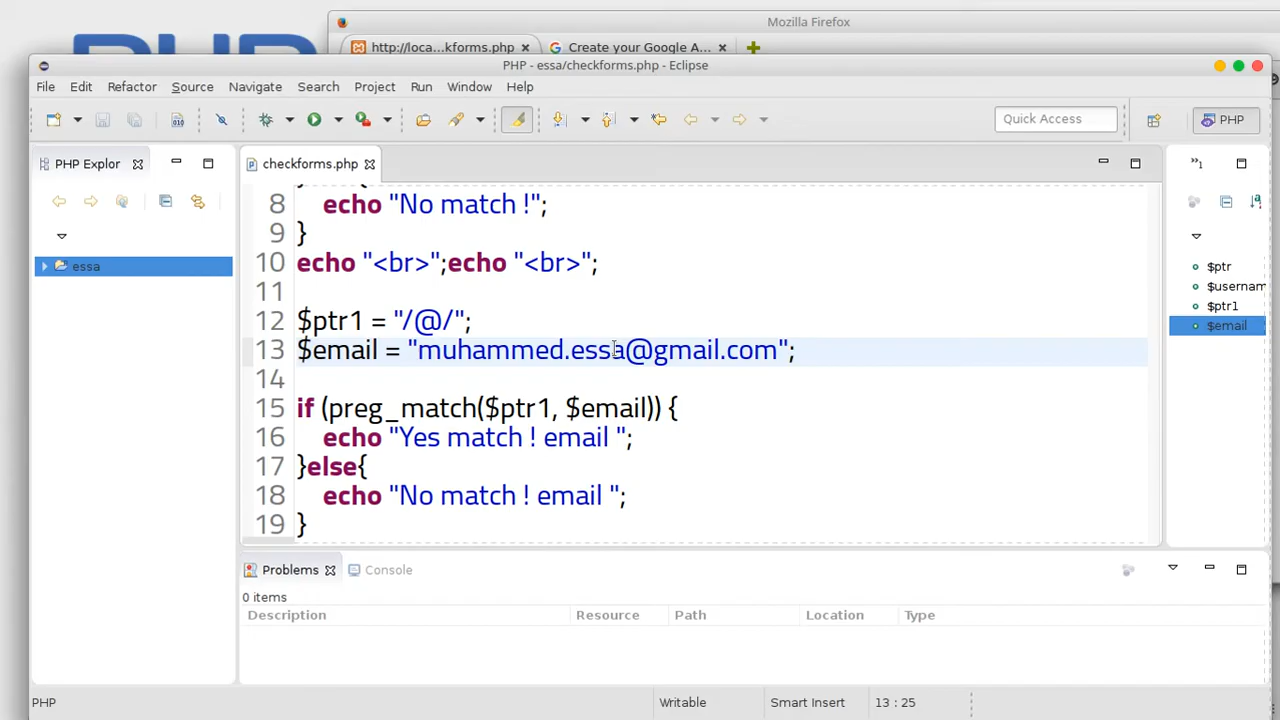 Mozilla Firefox
http://loca...kforms.php
Create your Google A...
PHP - essa/checkforms.php - Eclipse
File Edit Refactor Source Navigate Search Project Run Window Help
Quick Access
PHP
PHP Explor
checkforms.php
essa
8 echo "No match !";
9 }
10 echo "<br>";echo "<br>";
11
12 $ptr1 = "/@/";
13 $email = "muhammed.essa@gmail.com";
14
15 if (preg_match($ptr1, $email)) {
16 echo "Yes match ! email ";
17 }else{
18 echo "No match ! email ";
19 }
$ptr
$usernam
$ptr1
$email
Problems
Console
0 items
Description Resource Path Location Type
PHP
Writable
Smart Insert
13 : 25